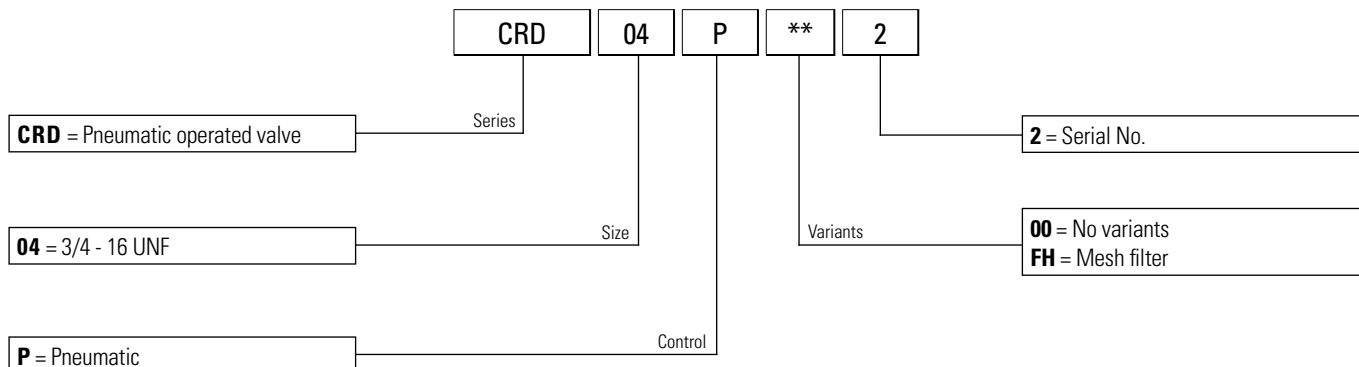 CRD 04 P ** 2
Series
CRD = Pneumatic operated valve
2 = Serial No.
Size
04 = 3/4 - 16 UNF
Variants
00 = No variants
FH = Mesh filter
Control
P = Pneumatic